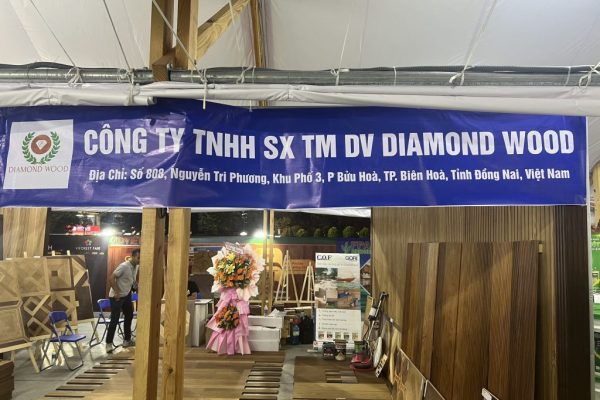 CÔNG TY TNHH SX TM DV DIAMOND WOOD
DIAMOND WOOD
Địa Chỉ: Số 808, Nguyễn Tri Phương, Khu Phố 3, P Bửu Hoà, TP. Biên Hoà, Tỉnh Đồng Nai, Việt Nam